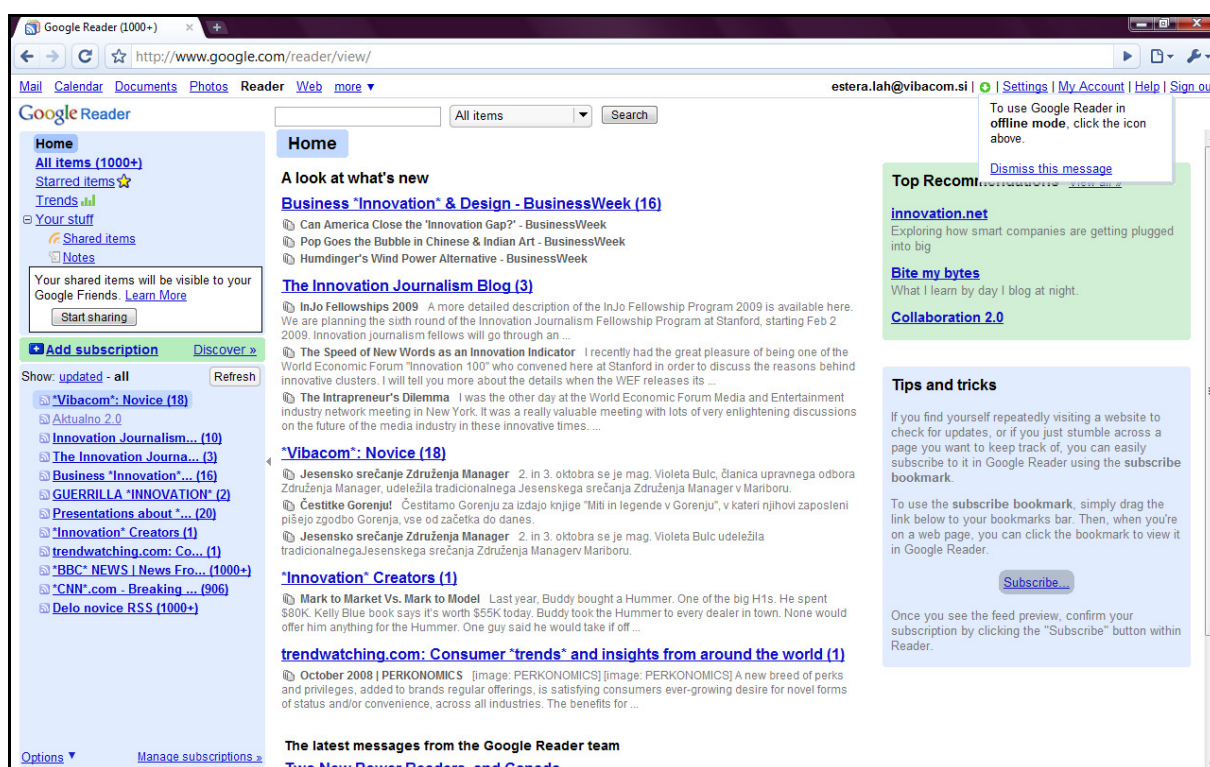 Google Reader (1000+)
http://www.google.com/reader/view/
Mail Calendar Documents Photos Reader Web more ▼
estera.lah@vibacom.si | Settings | My Account | Help | Sign ou
To use Google Reader in
offline mode, click the icon
above.
Dismiss this message
Google Reader
All items
Search
Home
All items (1000+)
Starred items
Trends
Your stuff
Shared items
Notes
Your shared items will be visible to your
Google Friends. Learn More
Start sharing
Add subscription Discover »
Show: updated - all Refresh
*Vibacom*: Novice (18)
Aktualno 2.0
Innovation Journalism... (10)
The Innovation Journa... (3)
Business *Innovation*... (16)
GUERRILLA *INNOVATION* (2)
Presentations about *... (20)
*Innovation* Creators (1)
trendwatching.com: Co... (1)
*BBC* NEWS | News Fro... (1000+)
*CNN*.com - Breaking ... (906)
Delo novice RSS (1000+)
Options ▼ Manage subscriptions »
Home
A look at what's new
Business *Innovation* & Design - BusinessWeek (16)
Can America Close the 'Innovation Gap?' - BusinessWeek
Pop Goes the Bubble in Chinese & Indian Art - BusinessWeek
Humdinger's Wind Power Alternative - BusinessWeek
The Innovation Journalism Blog (3)
InJo Fellowships 2009 A more detailed description of the InJo Fellowship Program 2009 is available here.
We are planning the sixth round of the Innovation Journalism Fellowship Program at Stanford, starting Feb 2
2009. Innovation journalism fellows will go through an ...
The Speed of New Words as an Innovation Indicator I recently had the great pleasure of being one of the
World Economic Forum "Innovation 100" who convened here at Stanford in order to discuss the reasons behind
innovative clusters. I will tell you more about the details when the WEF releases its ...
The Intrapreneur's Dilemma I was the other day at the World Economic Forum Media and Entertainment
industry network meeting in New York. It was a really valuable meeting with lots of very enlightening discussions
on the future of the media industry in these innovative times. ...
*Vibacom*: Novice (18)
Jesensko srečanje Združenja Manager 2. in 3. oktobra se je mag. Violeta Bulc, članica upravnega odbora
Združenja Manager, udeležila tradicionalnega Jesenskega srečanja Združenja Manager v Mariboru.
Čestitke Gorenju! Čestitamo Gorenju za izdajo knjige "Miti in legende v Gorenju", v kateri njihovi zaposleni
pišejo zgodbo Gorenja, vse od začetka do danes.
Jesensko srečanje Združenja Manager 2. in 3. oktobra se je mag. Violeta Bulc udeležila
tradicionalnegaJesenskega srečanja Združenja Managerv Mariboru.
*Innovation* Creators (1)
Mark to Market Vs. Mark to Model Last year, Buddy bought a Hummer. One of the big H1s. He spent
$80K. Kelly Blue book says it's worth $55K today. Buddy took the Hummer to every dealer in town. None would
offer him anything for the Hummer. One guy said he would take if off ...
trendwatching.com: Consumer *trends* and insights from around the world (1)
October 2008 | PERKONOMICS [image: PERKONOMICS] [image: PERKONOMICS] A new breed of perks
and privileges, added to brands regular offerings, is satisfying consumers ever-growing desire for novel forms
of status and/or convenience, across all industries. The benefits for ...
The latest messages from the Google Reader team
Two New Power Readers, and Canada
Top Recommendations View all »
innovation.net
Exploring how smart companies are getting plugged
into big
Bite my bytes
What I learn by day I blog at night.
Collaboration 2.0
Tips and tricks
If you find yourself repeatedly visiting a website to
check for updates, or if you just stumble across a
page you want to keep track of, you can easily
subscribe to it in Google Reader using the subscribe
bookmark.
To use the subscribe bookmark, simply drag the
link below to your bookmarks bar. Then, when you're
on a web page, you can click the bookmark to view it
in Google Reader.
Subscribe...
Once you see the feed preview, confirm your
subscription by clicking the "Subscribe" button within
Reader.